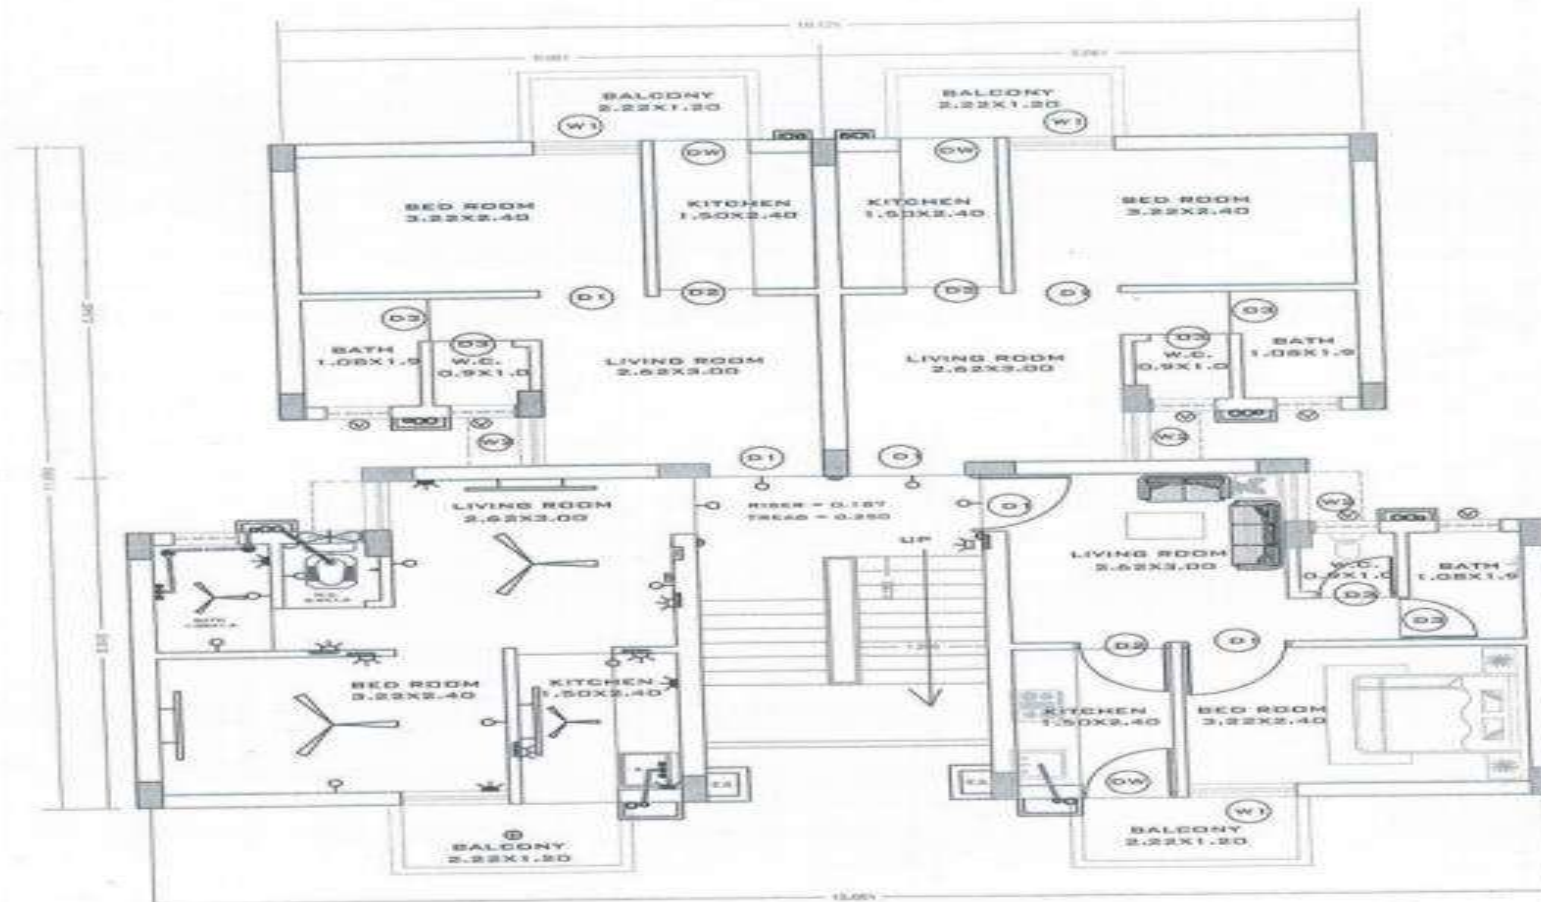 BALCONY
2.22X1.20
BALCONY
2.22X1.20
W1
W1
DW
DW
BED ROOM
3.22X2.40
KITCHEN
1.50X2.40
KITCHEN
1.50X2.40
BED ROOM
3.22X2.40
D1
D2
D2
D1
D3
D3
BATH
1.08X1.9
W.C.
0.9X1.0
LIVING ROOM
2.62X3.00
LIVING ROOM
2.62X3.00
D3
D3
W.C.
0.9X1.0
BATH
1.08X1.9
W2
D1
D1
W2
LIVING ROOM
2.62X3.00
RISER = 0.167
TREAD = 0.250
UP
D1
W2
LIVING ROOM
2.62X3.00
W.C.
0.9X1.0
BATH
1.08X1.9
D3
D3
D2
D1
BED ROOM
3.22X2.40
KITCHEN
1.50X2.40
KITCHEN
1.50X2.40
BED ROOM
3.22X2.40
DW
W1
BALCONY
2.22X1.20
BALCONY
2.22X1.20